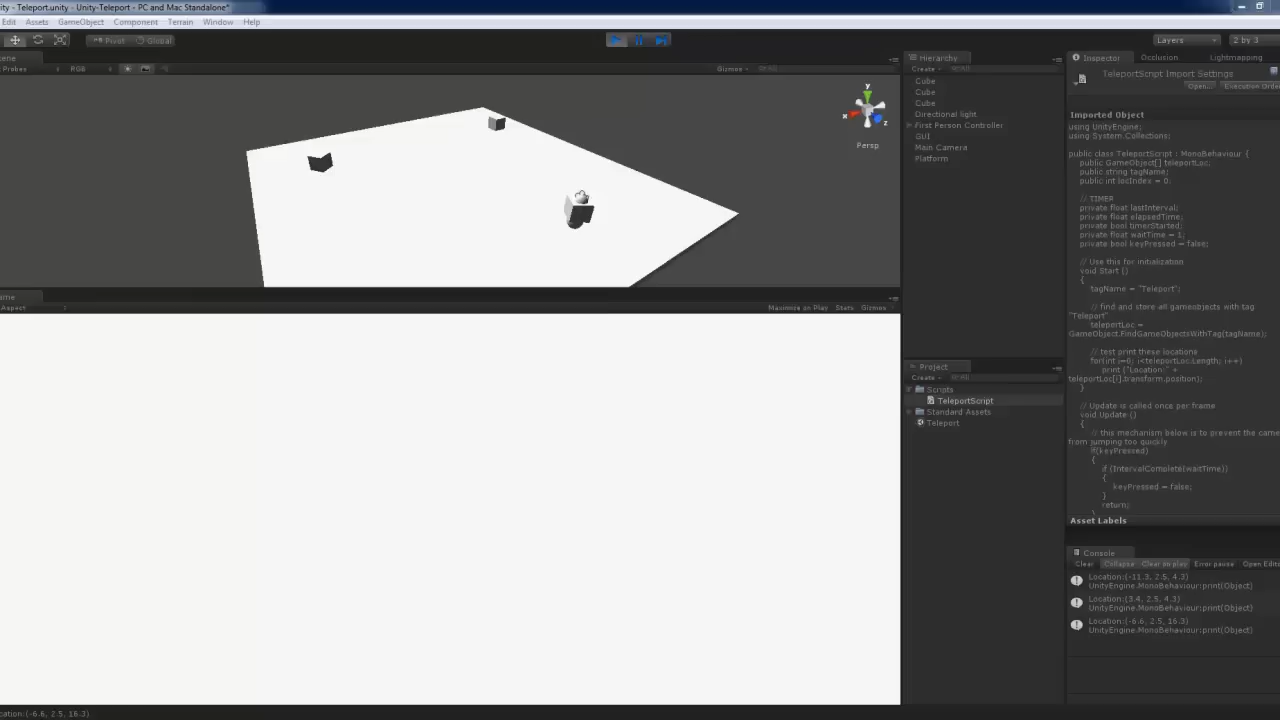 ity - Teleport.unity - Unity-Teleport - PC and Mac Standalone*
Edit Assets GameObject Component Terrain Window Help
Pivot Global
Layers 2 by 3
cene
Probes RGB Gizmos All
y
x
z
Persp
ame
Aspect Maximize on Play Stats Gizmos
Hierarchy
Create All
Cube
Cube
Cube
Directional light
First Person Controller
GUI
Main Camera
Platform
Project
Create All
Scripts
TeleportScript
Standard Assets
Teleport
Inspector Occlusion Lightmapping
TeleportScript Import Settings
Open... Execution Orde
Imported Object
using UnityEngine;
using System.Collections;
public class TeleportScript : MonoBehaviour {
public GameObject[] teleportLoc;
public string tagName;
public int locIndex = 0;
// TIMER
private float lastInterval;
private float elapsedTime;
private bool timerStarted;
private float waitTime = 1;
private bool keyPressed = false;
// Use this for initialization
void Start ()
{
tagName = "Teleport";
// find and store all gameobjects with tag
"Teleport"
teleportLoc =
GameObject.FindGameObjectsWithTag(tagName);
// test print these locations
for(int i=0; i<teleportLoc.Length; i++)
print ("Location:" +
teleportLoc[i].transform.position);
}
// Update is called once per frame
void Update ()
{
// this mechanism below is to prevent the came
from jumping too quickly
if(keyPressed)
{
if (IntervalComplete(waitTime))
{
keyPressed = false;
}
return;
Asset Labels
Console
Clear Collapse Clear on play Error pause Open Edit
Location:(-11.3, 2.5, 4.3)
UnityEngine.MonoBehaviour:print(Object)
Location:(3.4, 2.5, 4.3)
UnityEngine.MonoBehaviour:print(Object)
Location:(-6.6, 2.5, 16.3)
UnityEngine.MonoBehaviour:print(Object)
ocation:(-6.6, 2.5, 16.3)